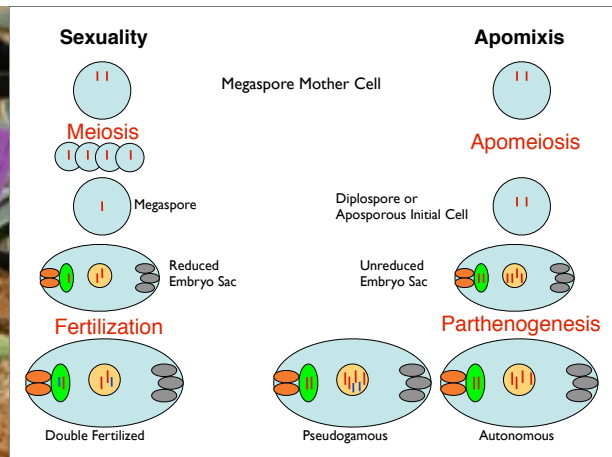 Sexuality
Apomixis
Megaspore Mother Cell
Meiosis
Apomeiosis
Megaspore
Diplospore or
Aposporous Initial Cell
Reduced
Embryo Sac
Unreduced
Embryo Sac
Fertilization
Parthenogenesis
Double Fertilized
Pseudogamous
Autonomous